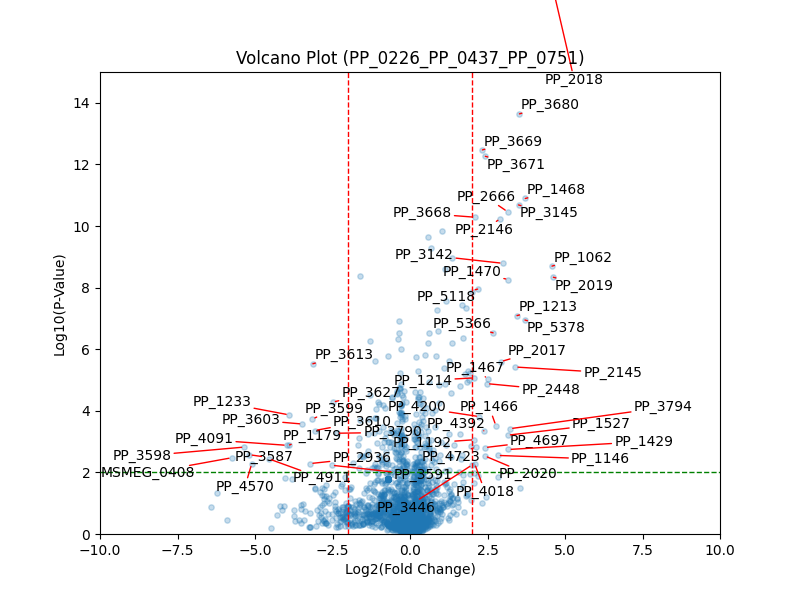 Volcano Plot (PP_0226_PP_0437_PP_0751)
PP_2018
PP_3680
PP_3669
PP_3671
PP_2666
PP_1468
PP_3668
PP_3145
PP_2146
PP_3142
PP_1062
PP_1470
PP_2019
PP_5118
PP_1213
PP_5366
PP_5378
PP_3613
PP_2017
PP_1467
PP_2145
PP_1214
PP_2448
PP_3627
PP_1233
PP_3599
PP_4200
PP_1466
PP_3794
PP_3603
PP_3610
PP_4392
PP_1527
PP_4091
PP_1179
PP_3790
PP_1192
PP_4697
PP_1429
PP_3598
PP_3587
PP_2936
PP_4723
PP_1146
MSMEG_0408
PP_4911
PP_3591
PP_2020
PP_4570
PP_4018
PP_3446
Log10(P-Value)
14
12
10
8
6
4
2
0
−10.0 −7.5 −5.0 −2.5 0.0 2.5 5.0 7.5 10.0
Log2(Fold Change)